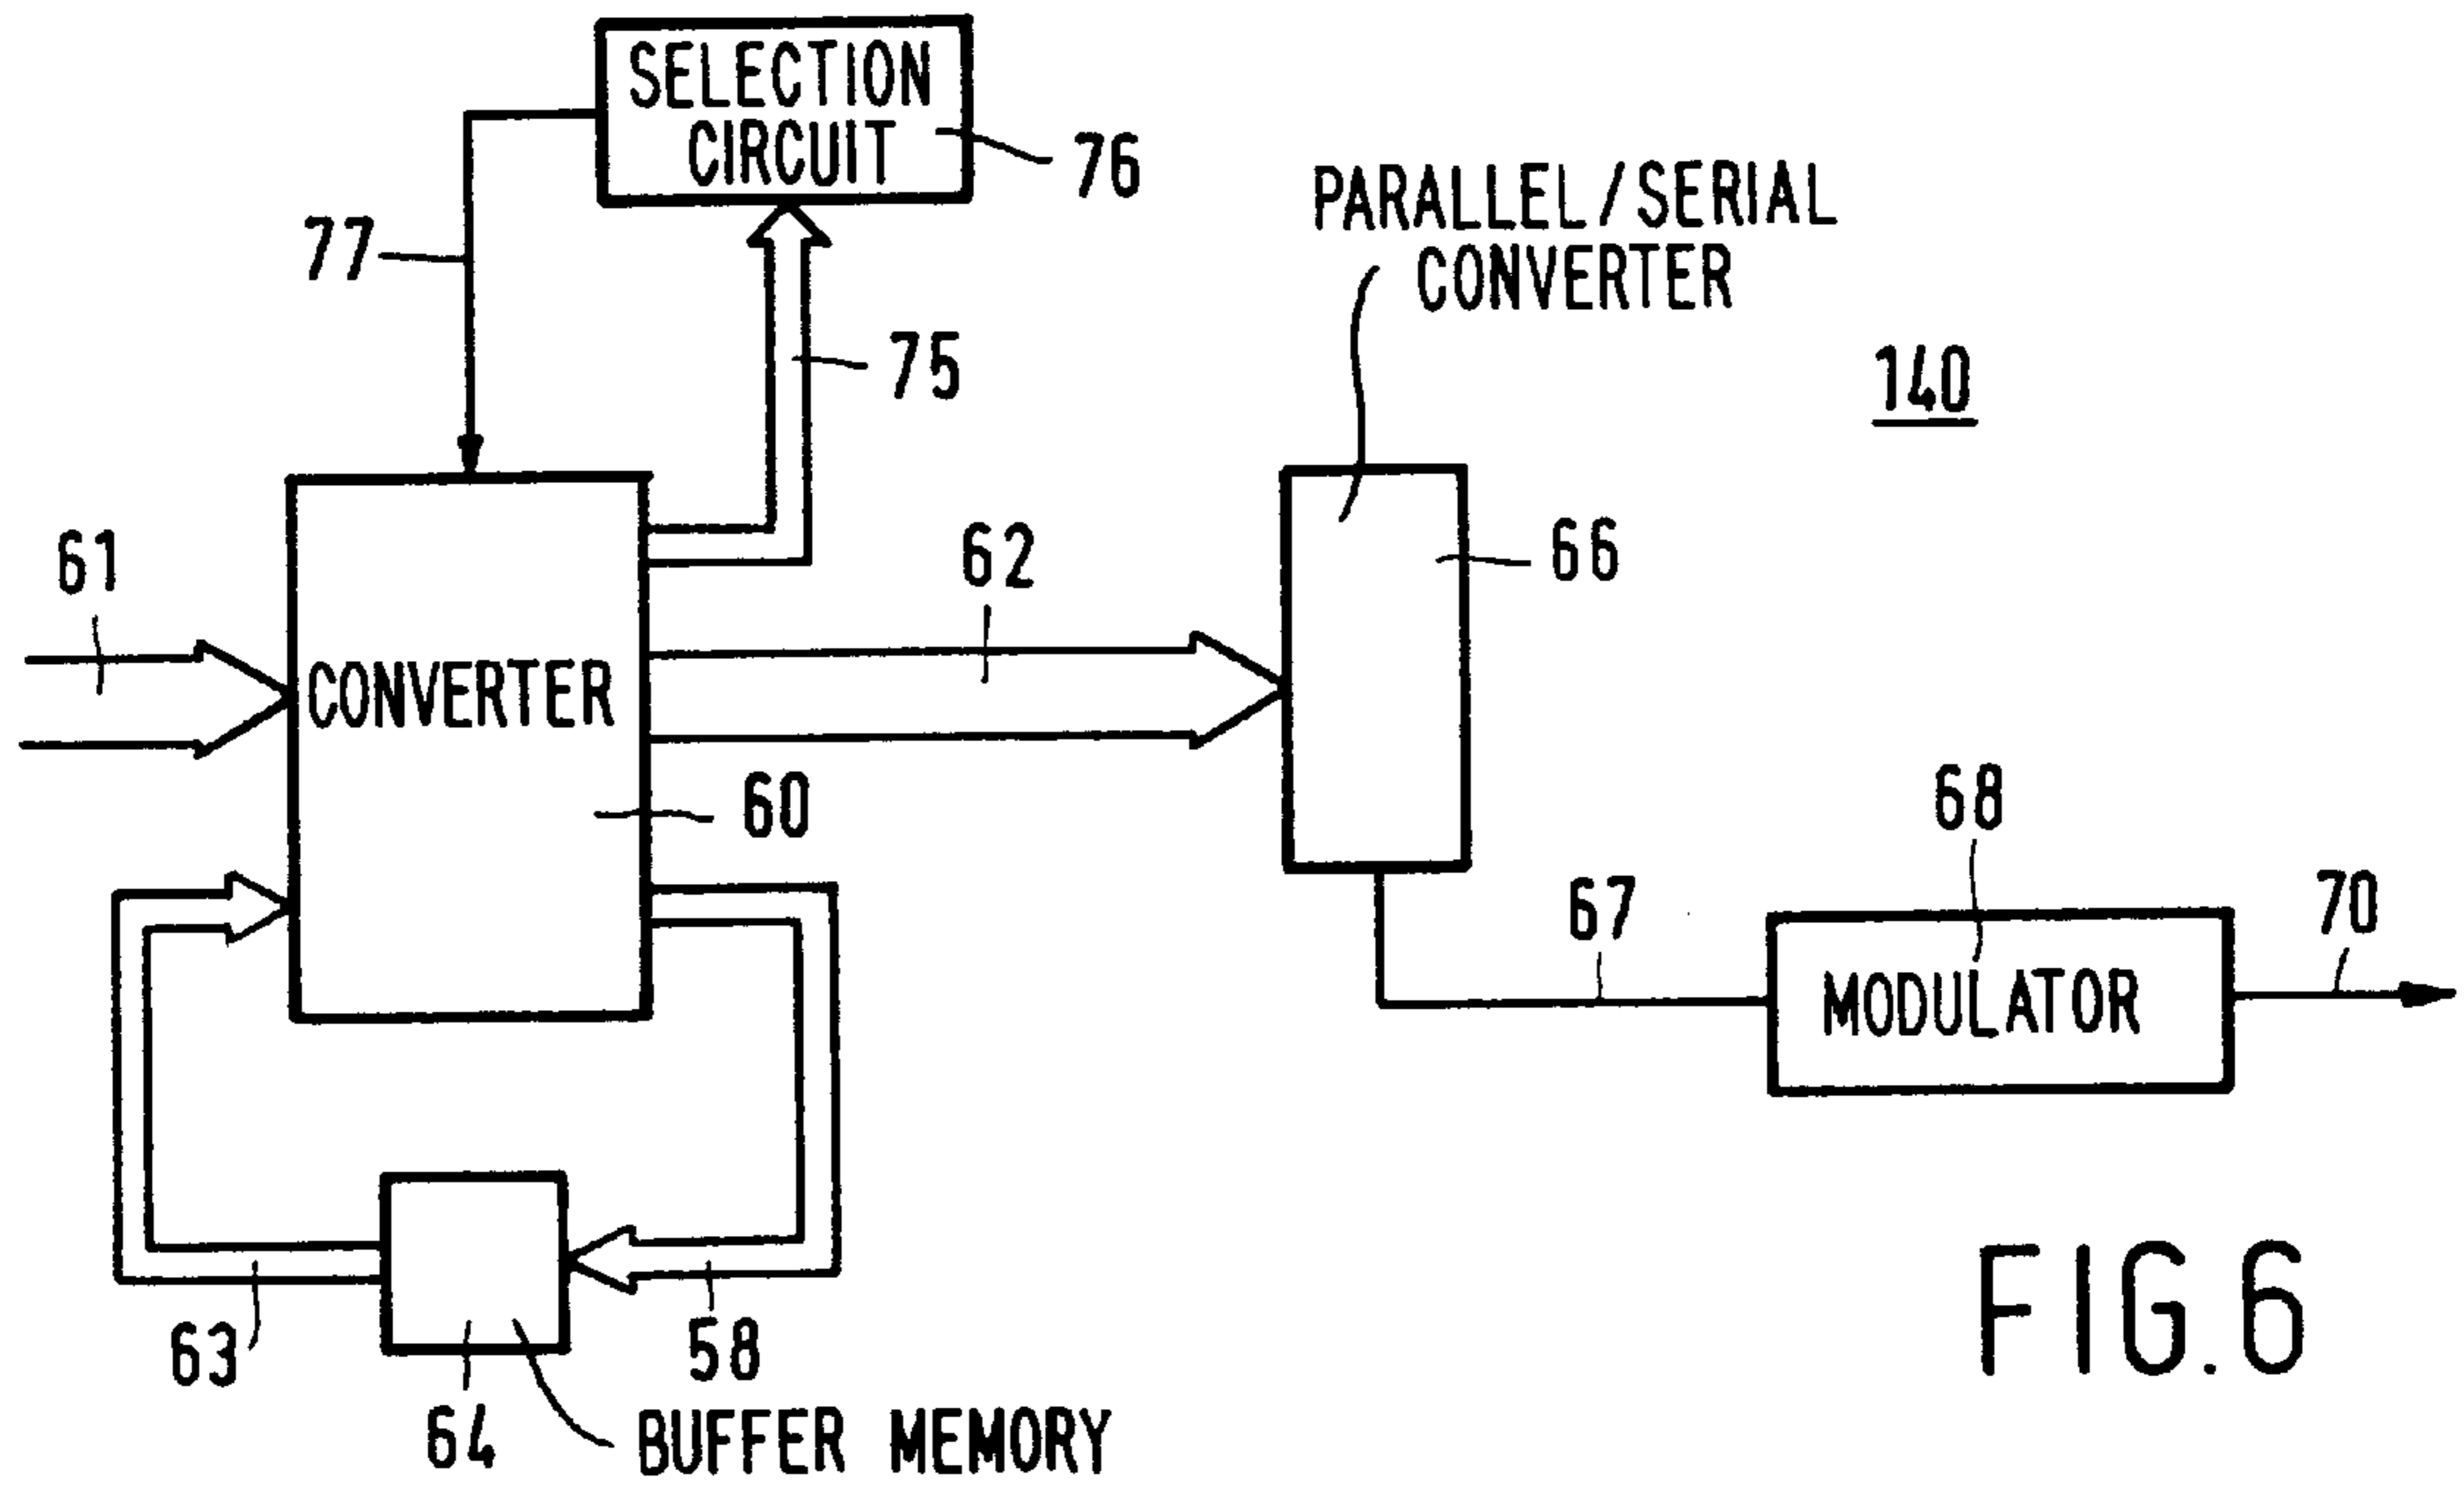 SELECTION
CIRCUIT
76
77
PARALLEL/SERIAL
CONVERTER
75
140
61
62
66
CONVERTER
60
68
67
70
MODULATOR
63
58
64
BUFFER MEMORY
FIG.6